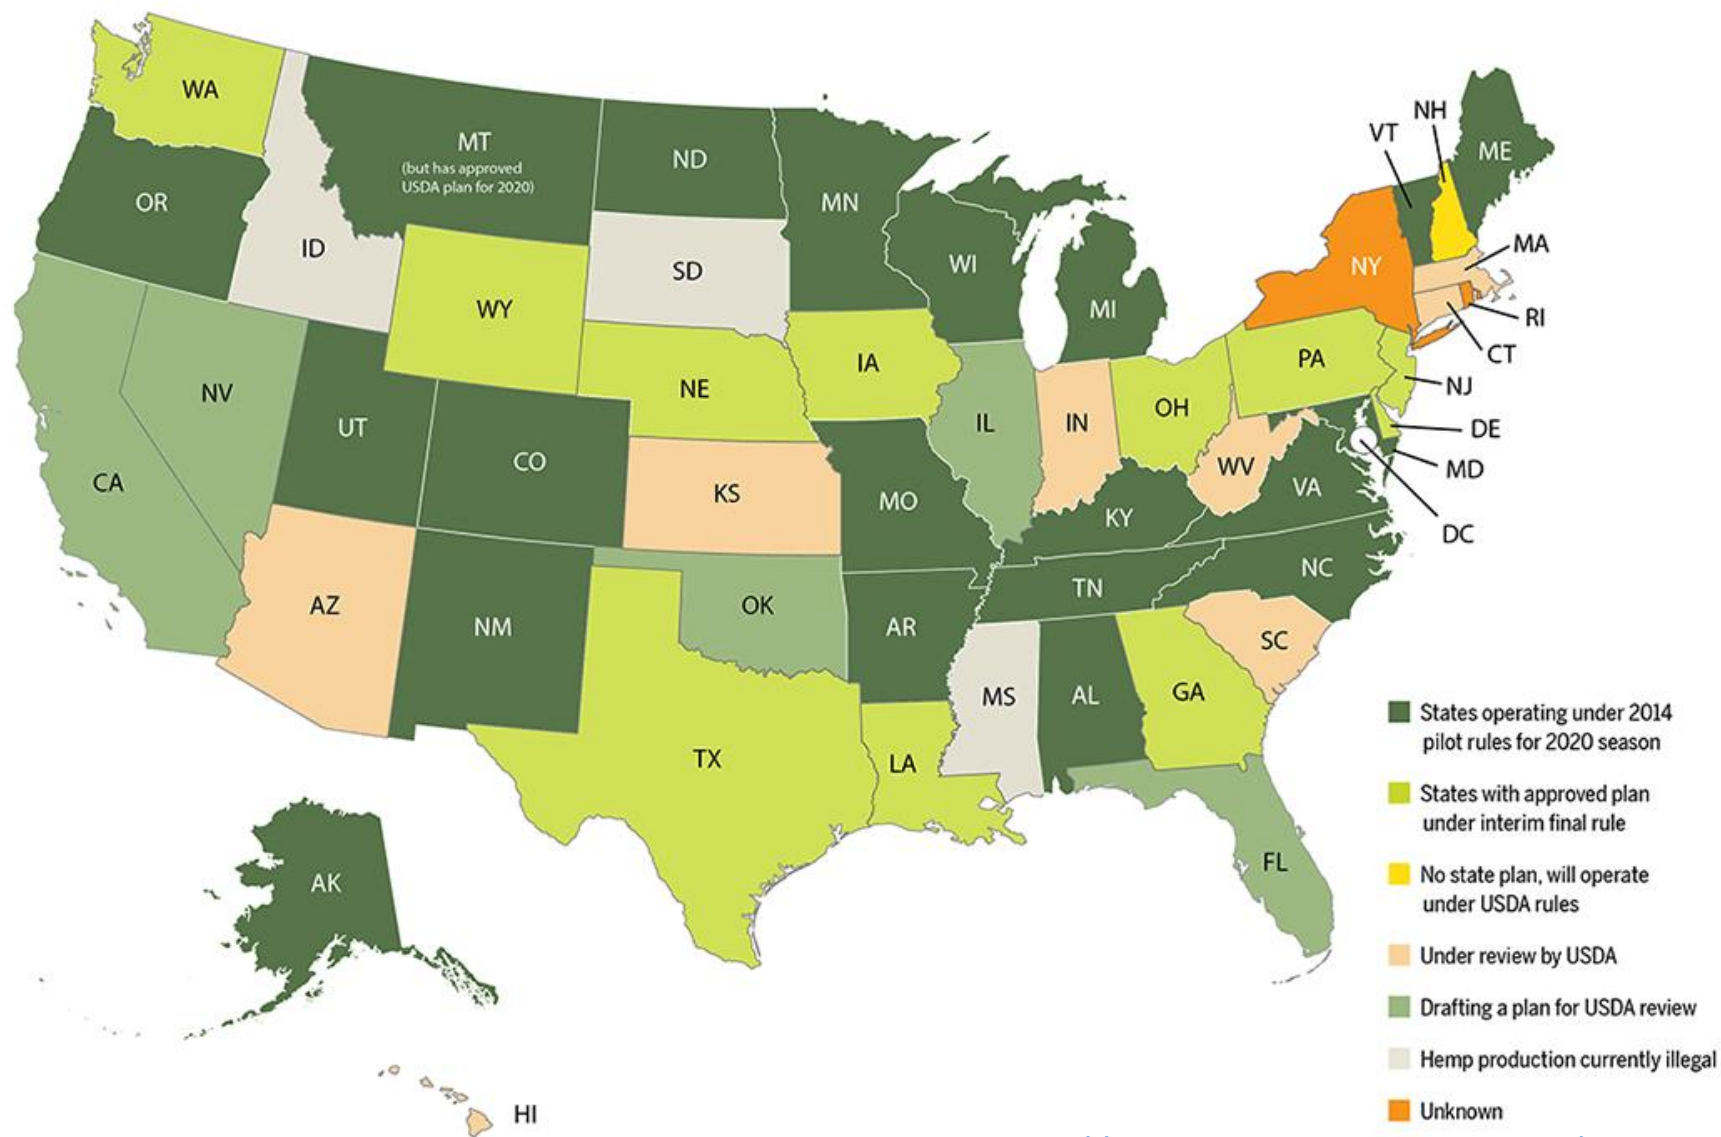 WA
MT
(but has approved
USDA plan for 2020)
ND
MN
OR
ID
SD
WI
MI
WY
NH
VT
ME
NY
MA
RI
CT
NJ
DE
MD
DC
IA
NE
PA
NV
UT
CO
IL
IN
OH
WV
VA
CA
KS
MO
KY
AZ
NM
OK
AR
TN
NC
SC
MS
AL
GA
TX
LA
FL
AK
HI
States operating under 2014
pilot rules for 2020 season
States with approved plan
under interim final rule
No state plan, will operate
under USDA rules
Under review by USDA
Drafting a plan for USDA review
Hemp production currently illegal
Unknown